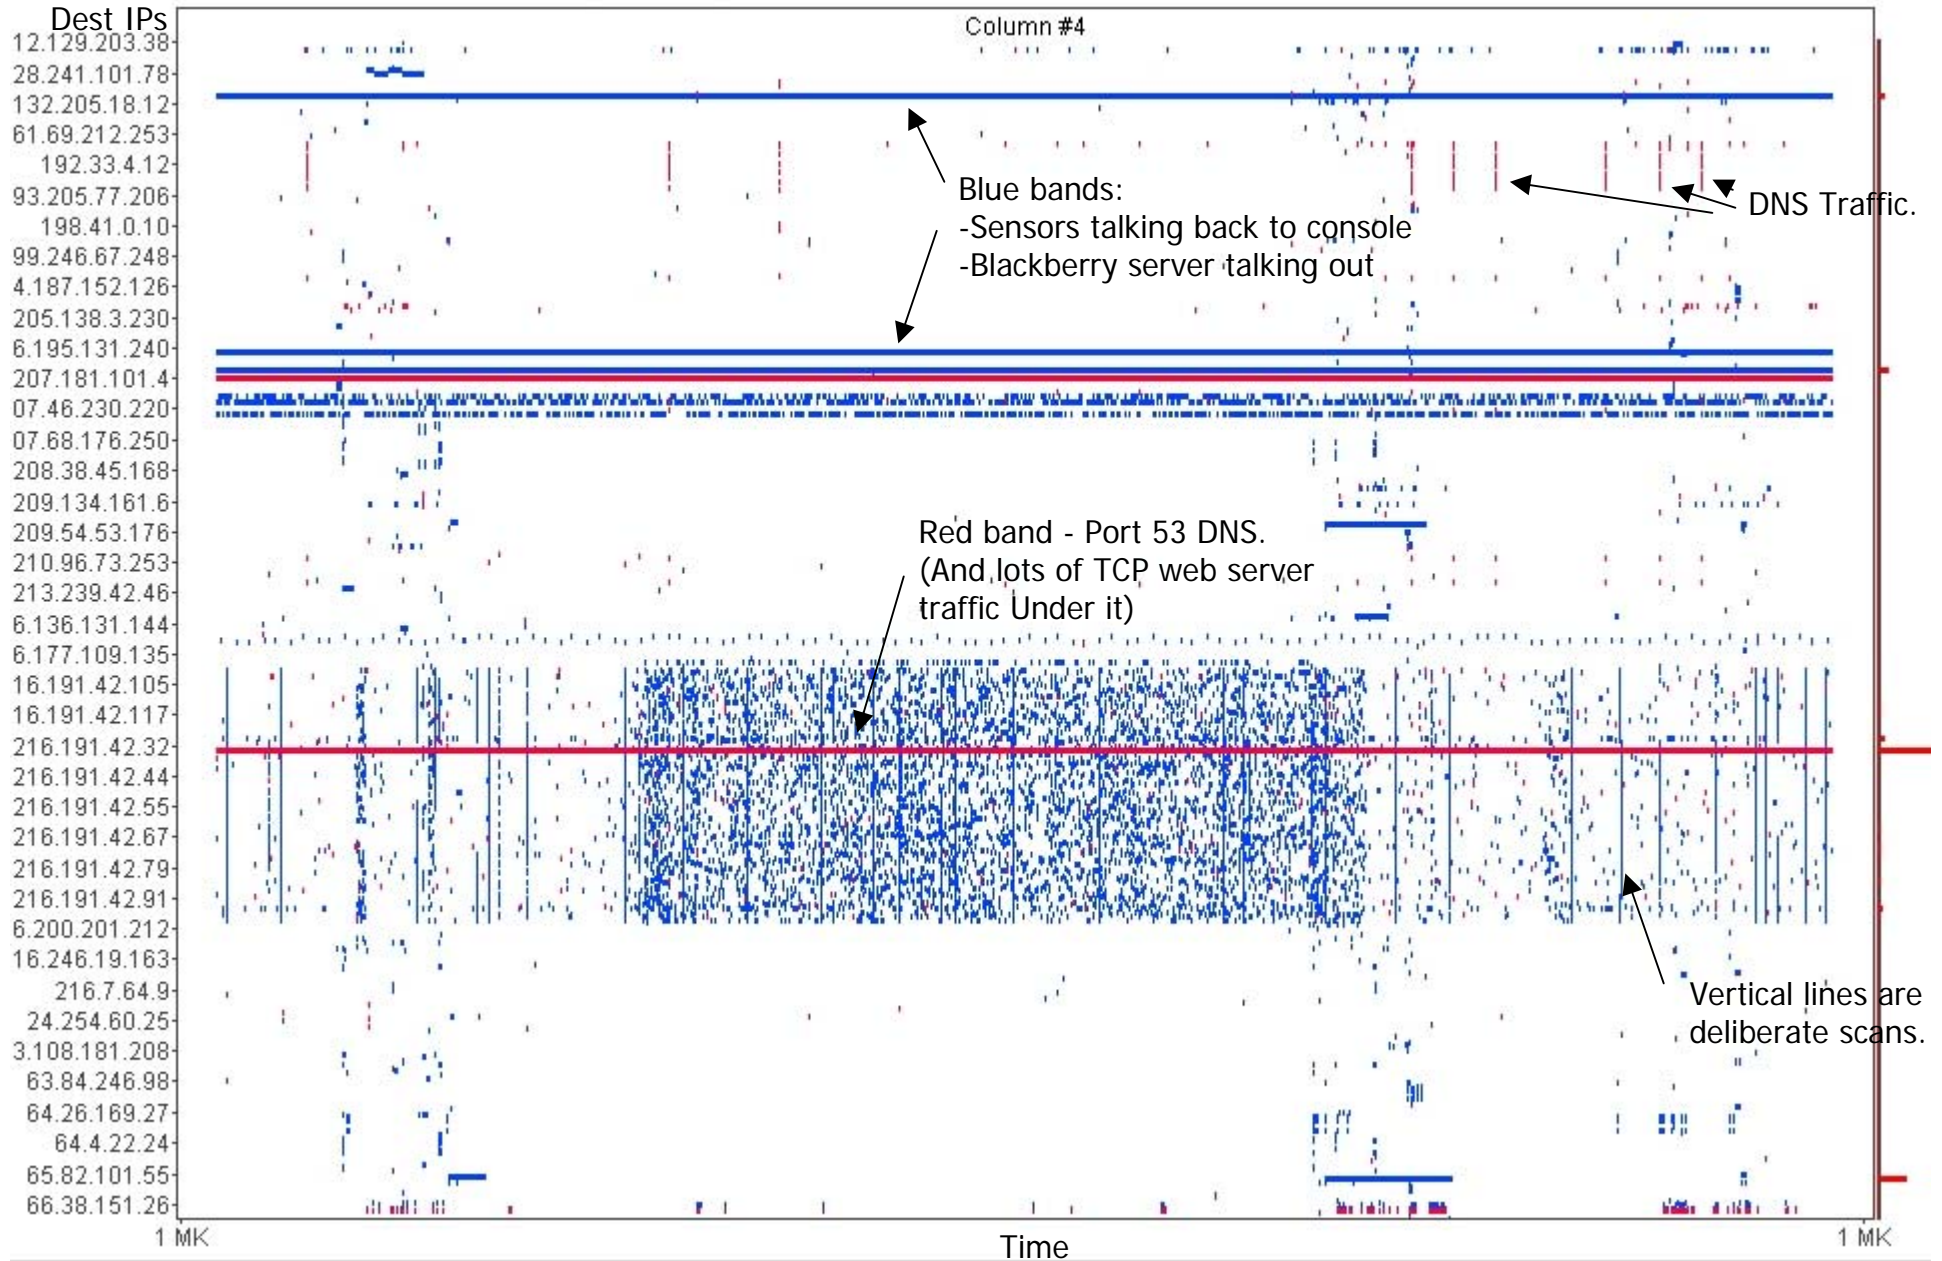 Dest IPs
Column #4
12.129.203.38
28.241.101.78
132.205.18.12
61.69.212.253
192.33.4.12
93.205.77.206
198.41.0.10
99.246.67.248
4.187.152.126
205.138.3.230
6.195.131.240
207.181.101.4
07.46.230.220
07.68.176.250
208.38.45.168
209.134.161.6
209.54.53.176
210.96.73.253
213.239.42.46
6.136.131.144
6.177.109.135
16.191.42.105
16.191.42.117
216.191.42.32
216.191.42.44
216.191.42.55
216.191.42.67
216.191.42.79
216.191.42.91
6.200.201.212
16.246.19.163
216.7.64.9
24.254.60.25
3.108.181.208
63.84.246.98
64.26.169.27
64.4.22.24
65.82.101.55
66.38.151.26
Blue bands:
-Sensors talking back to console
-Blackberry server talking out
DNS Traffic.
Red band - Port 53 DNS.
(And lots of TCP web server
traffic Under it)
Vertical lines are
deliberate scans.
1 MK
Time
1 MK